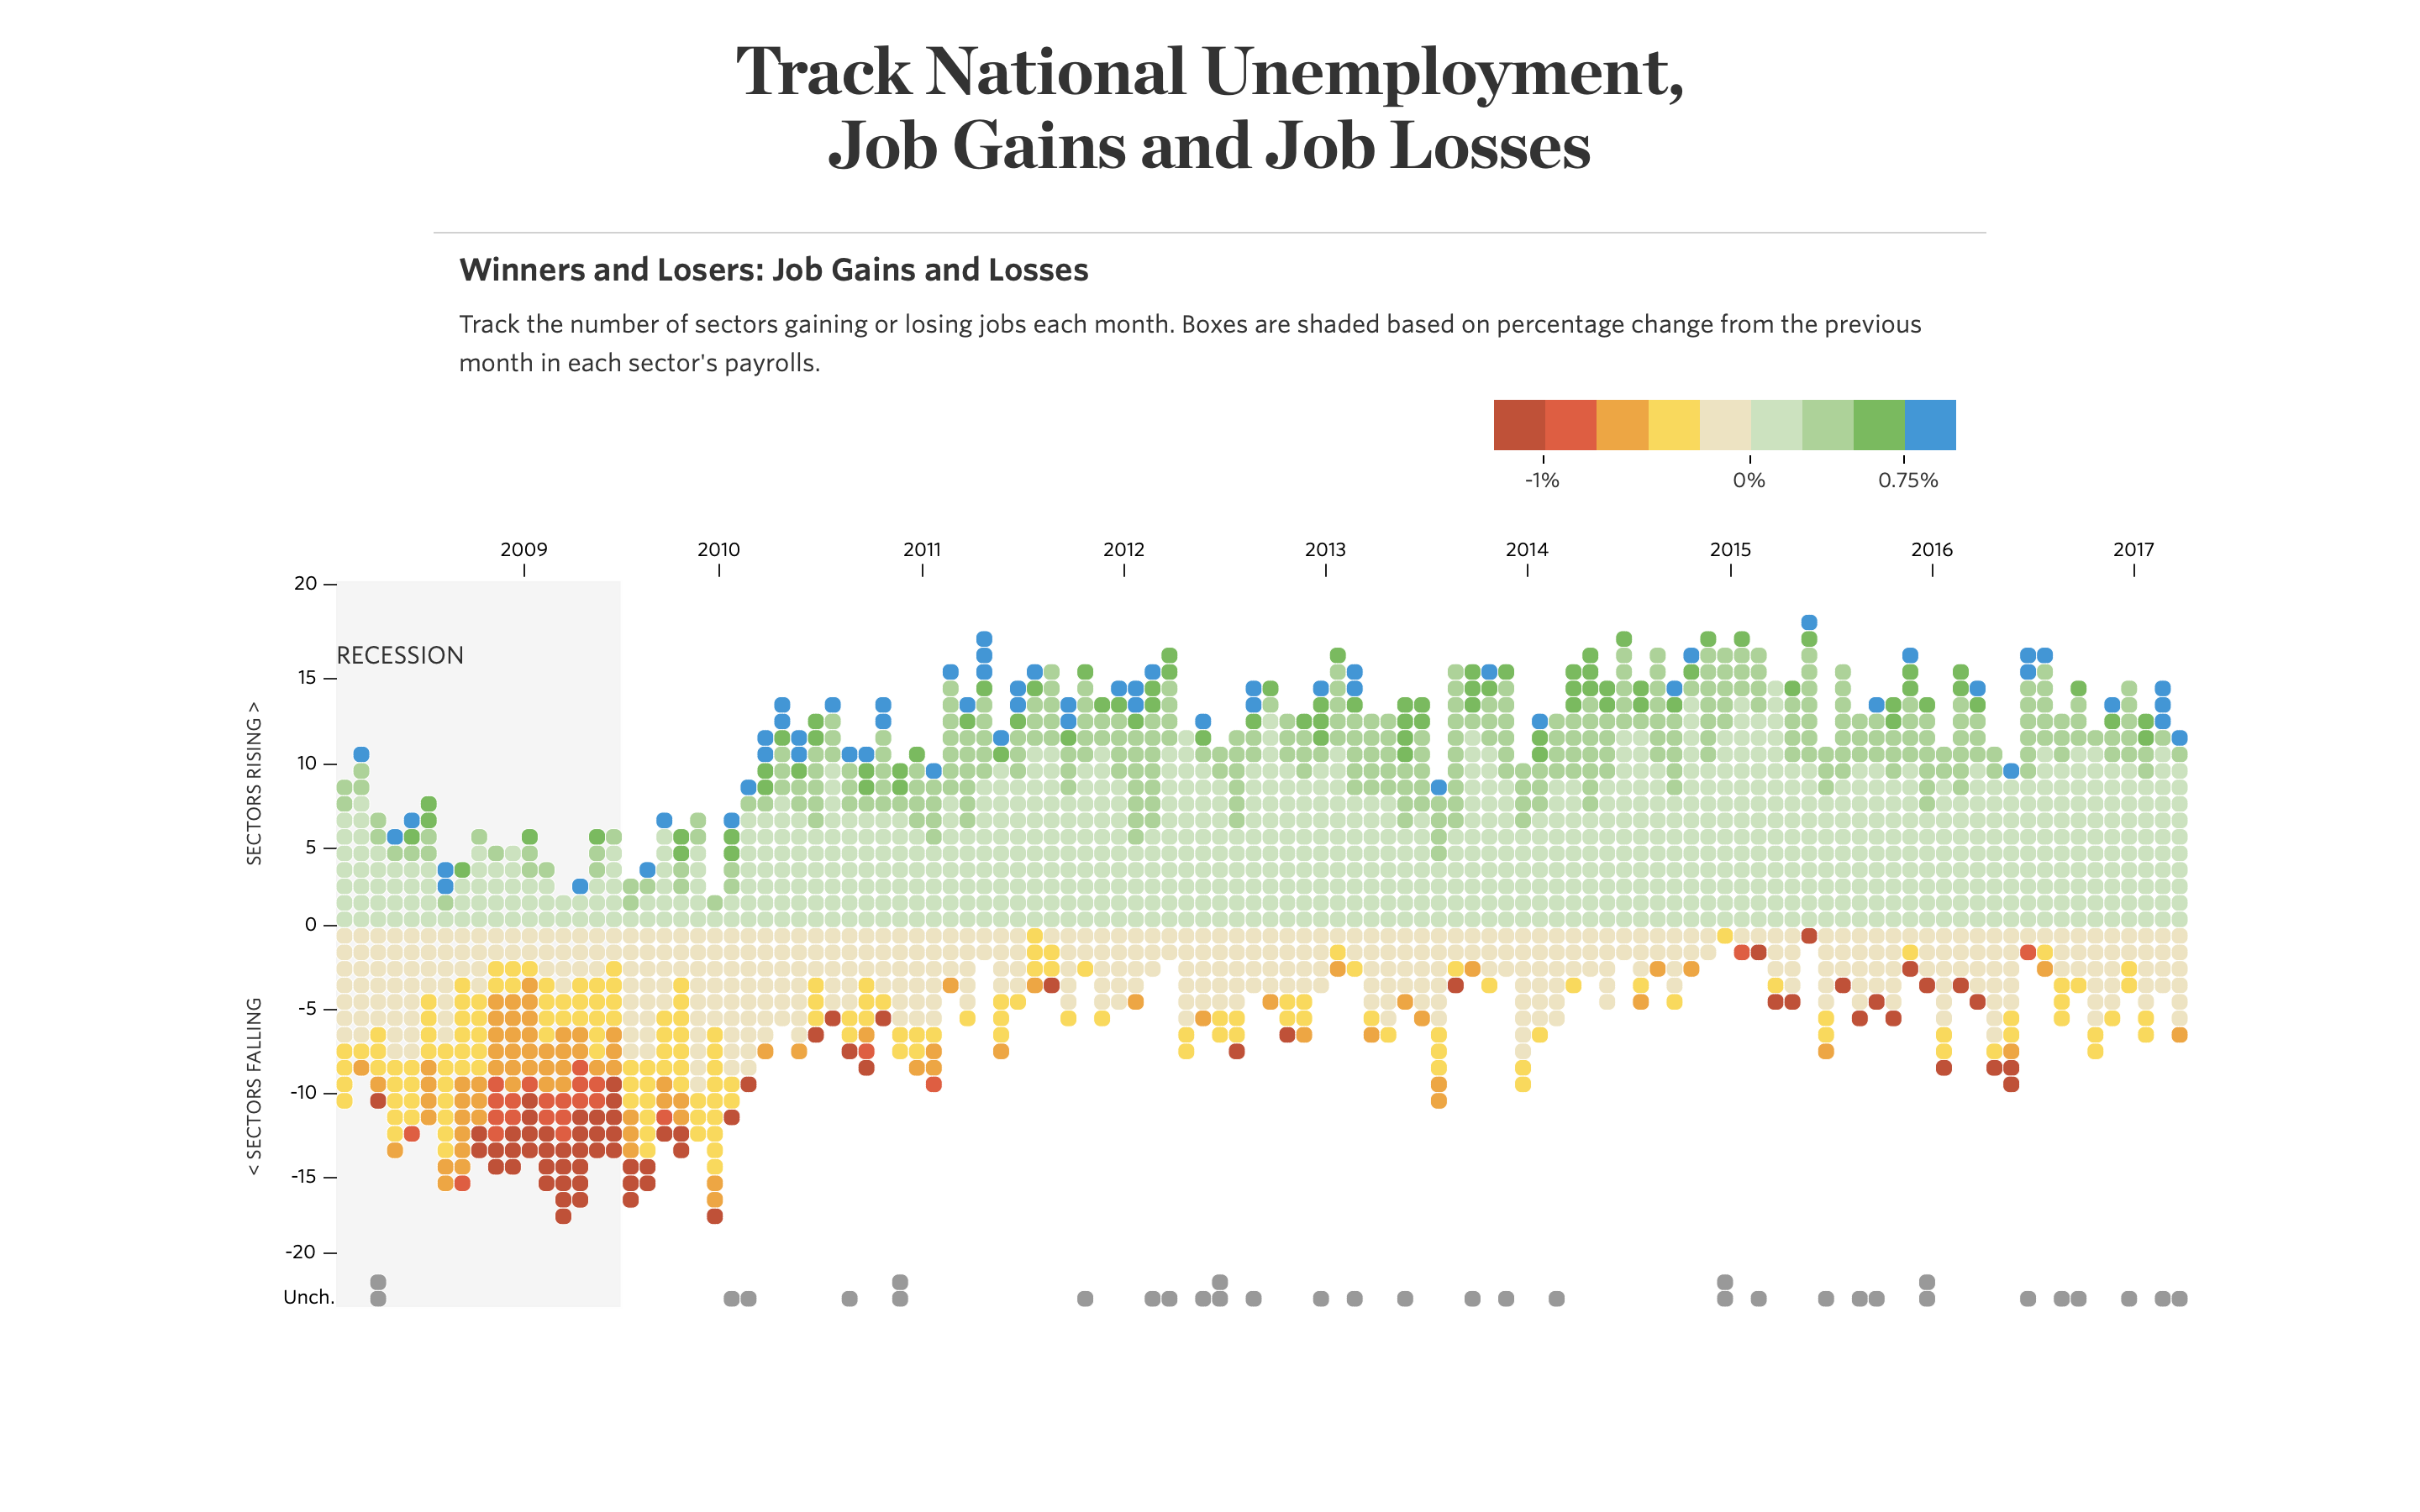 Track National Unemployment,
Job Gains and Job Losses
Winners and Losers: Job Gains and Losses
Track the number of sectors gaining or losing jobs each month. Boxes are shaded based on percentage change from the previous
month in each sector's payrolls.
-1% 0% 0.75%
2009 2010 2011 2012 2013 2014 2015 2016 2017
20
RECESSION
15
SECTORS RISING >
10
5
0
-5
< SECTORS FALLING
-10
-15
-20
Unch.